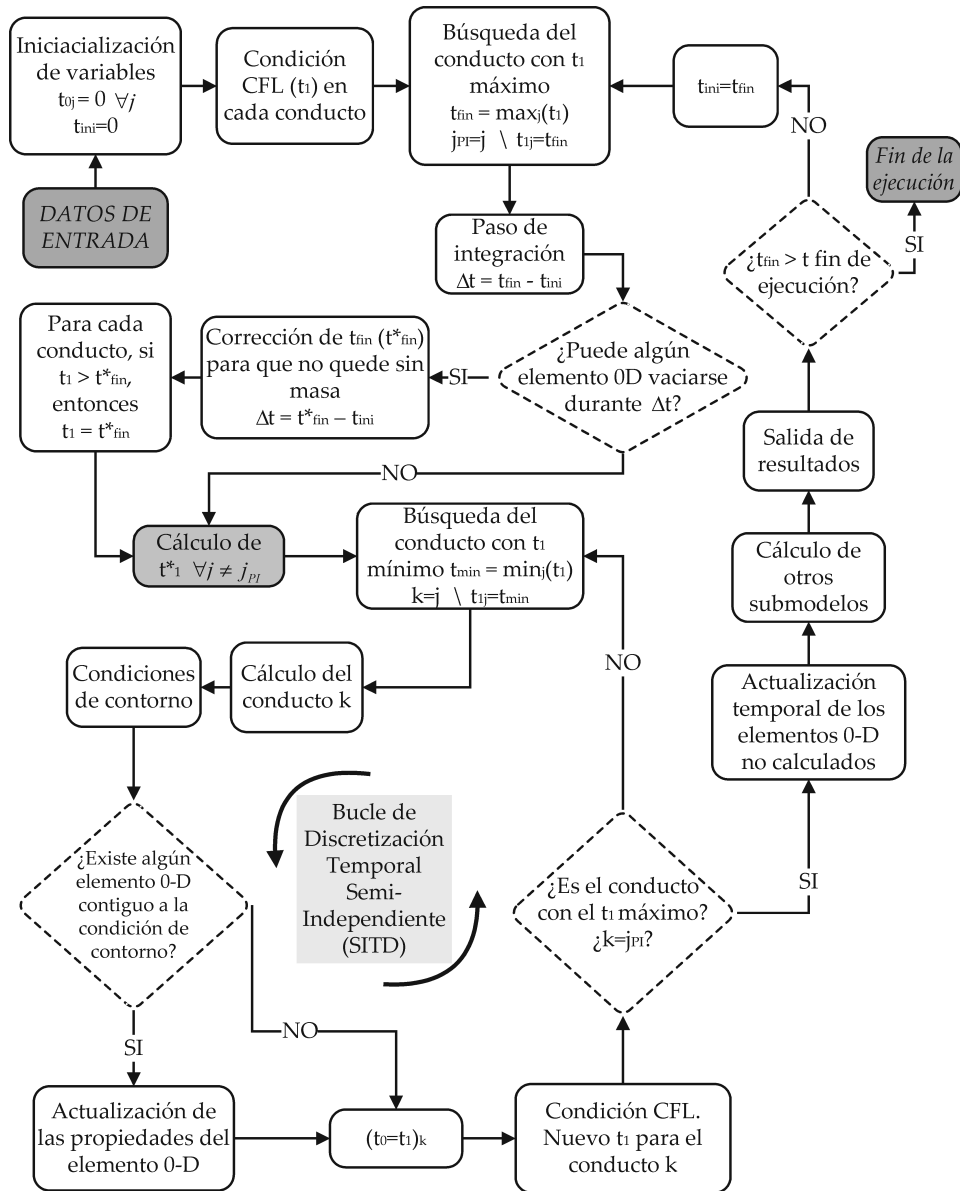 Iniciacialización
de variables
t0j = 0 ∀j
tini=0
Condición
CFL (t1) en
cada conducto
Búsqueda del
conducto con t1
máximo
tfin = maxj(t1)
jPI=j \ t1j=tfin
tini=tfin
NO
Fin de la
ejecución
SI
DATOS DE
ENTRADA
Paso de
integración
Δt = tfin - tini
¿tfin > t fin de
ejecución?
Para cada
conducto, si
t1 > t*fin,
entonces
t1 = t*fin
Corrección de tfin (t*fin)
para que no quede sin
masa
Δt = t*fin – tini
SI
¿Puede algún
elemento 0D vaciarse
durante Δt?
NO
Salida de
resultados
Cálculo de
t*1 ∀j ≠ jPI
Búsqueda del
conducto con t1
mínimo tmin = minj(t1)
k=j \ t1j=tmin
Cálculo de
otros
submodelos
NO
Condiciones
de contorno
Cálculo del
conducto k
Actualización
temporal de los
elementos 0-D
no calculados
Bucle de
Discretización
Temporal
Semi-
Independiente
(SITD)
¿Existe algún
elemento 0-D
contiguo a la
condición de
contorno?
¿Es el conducto
con el t1 máximo?
¿k=jPI?
SI
NO
SI
Actualización de
las propiedades del
elemento 0-D
(t0=t1)k
Condición CFL.
Nuevo t1 para el
conducto k